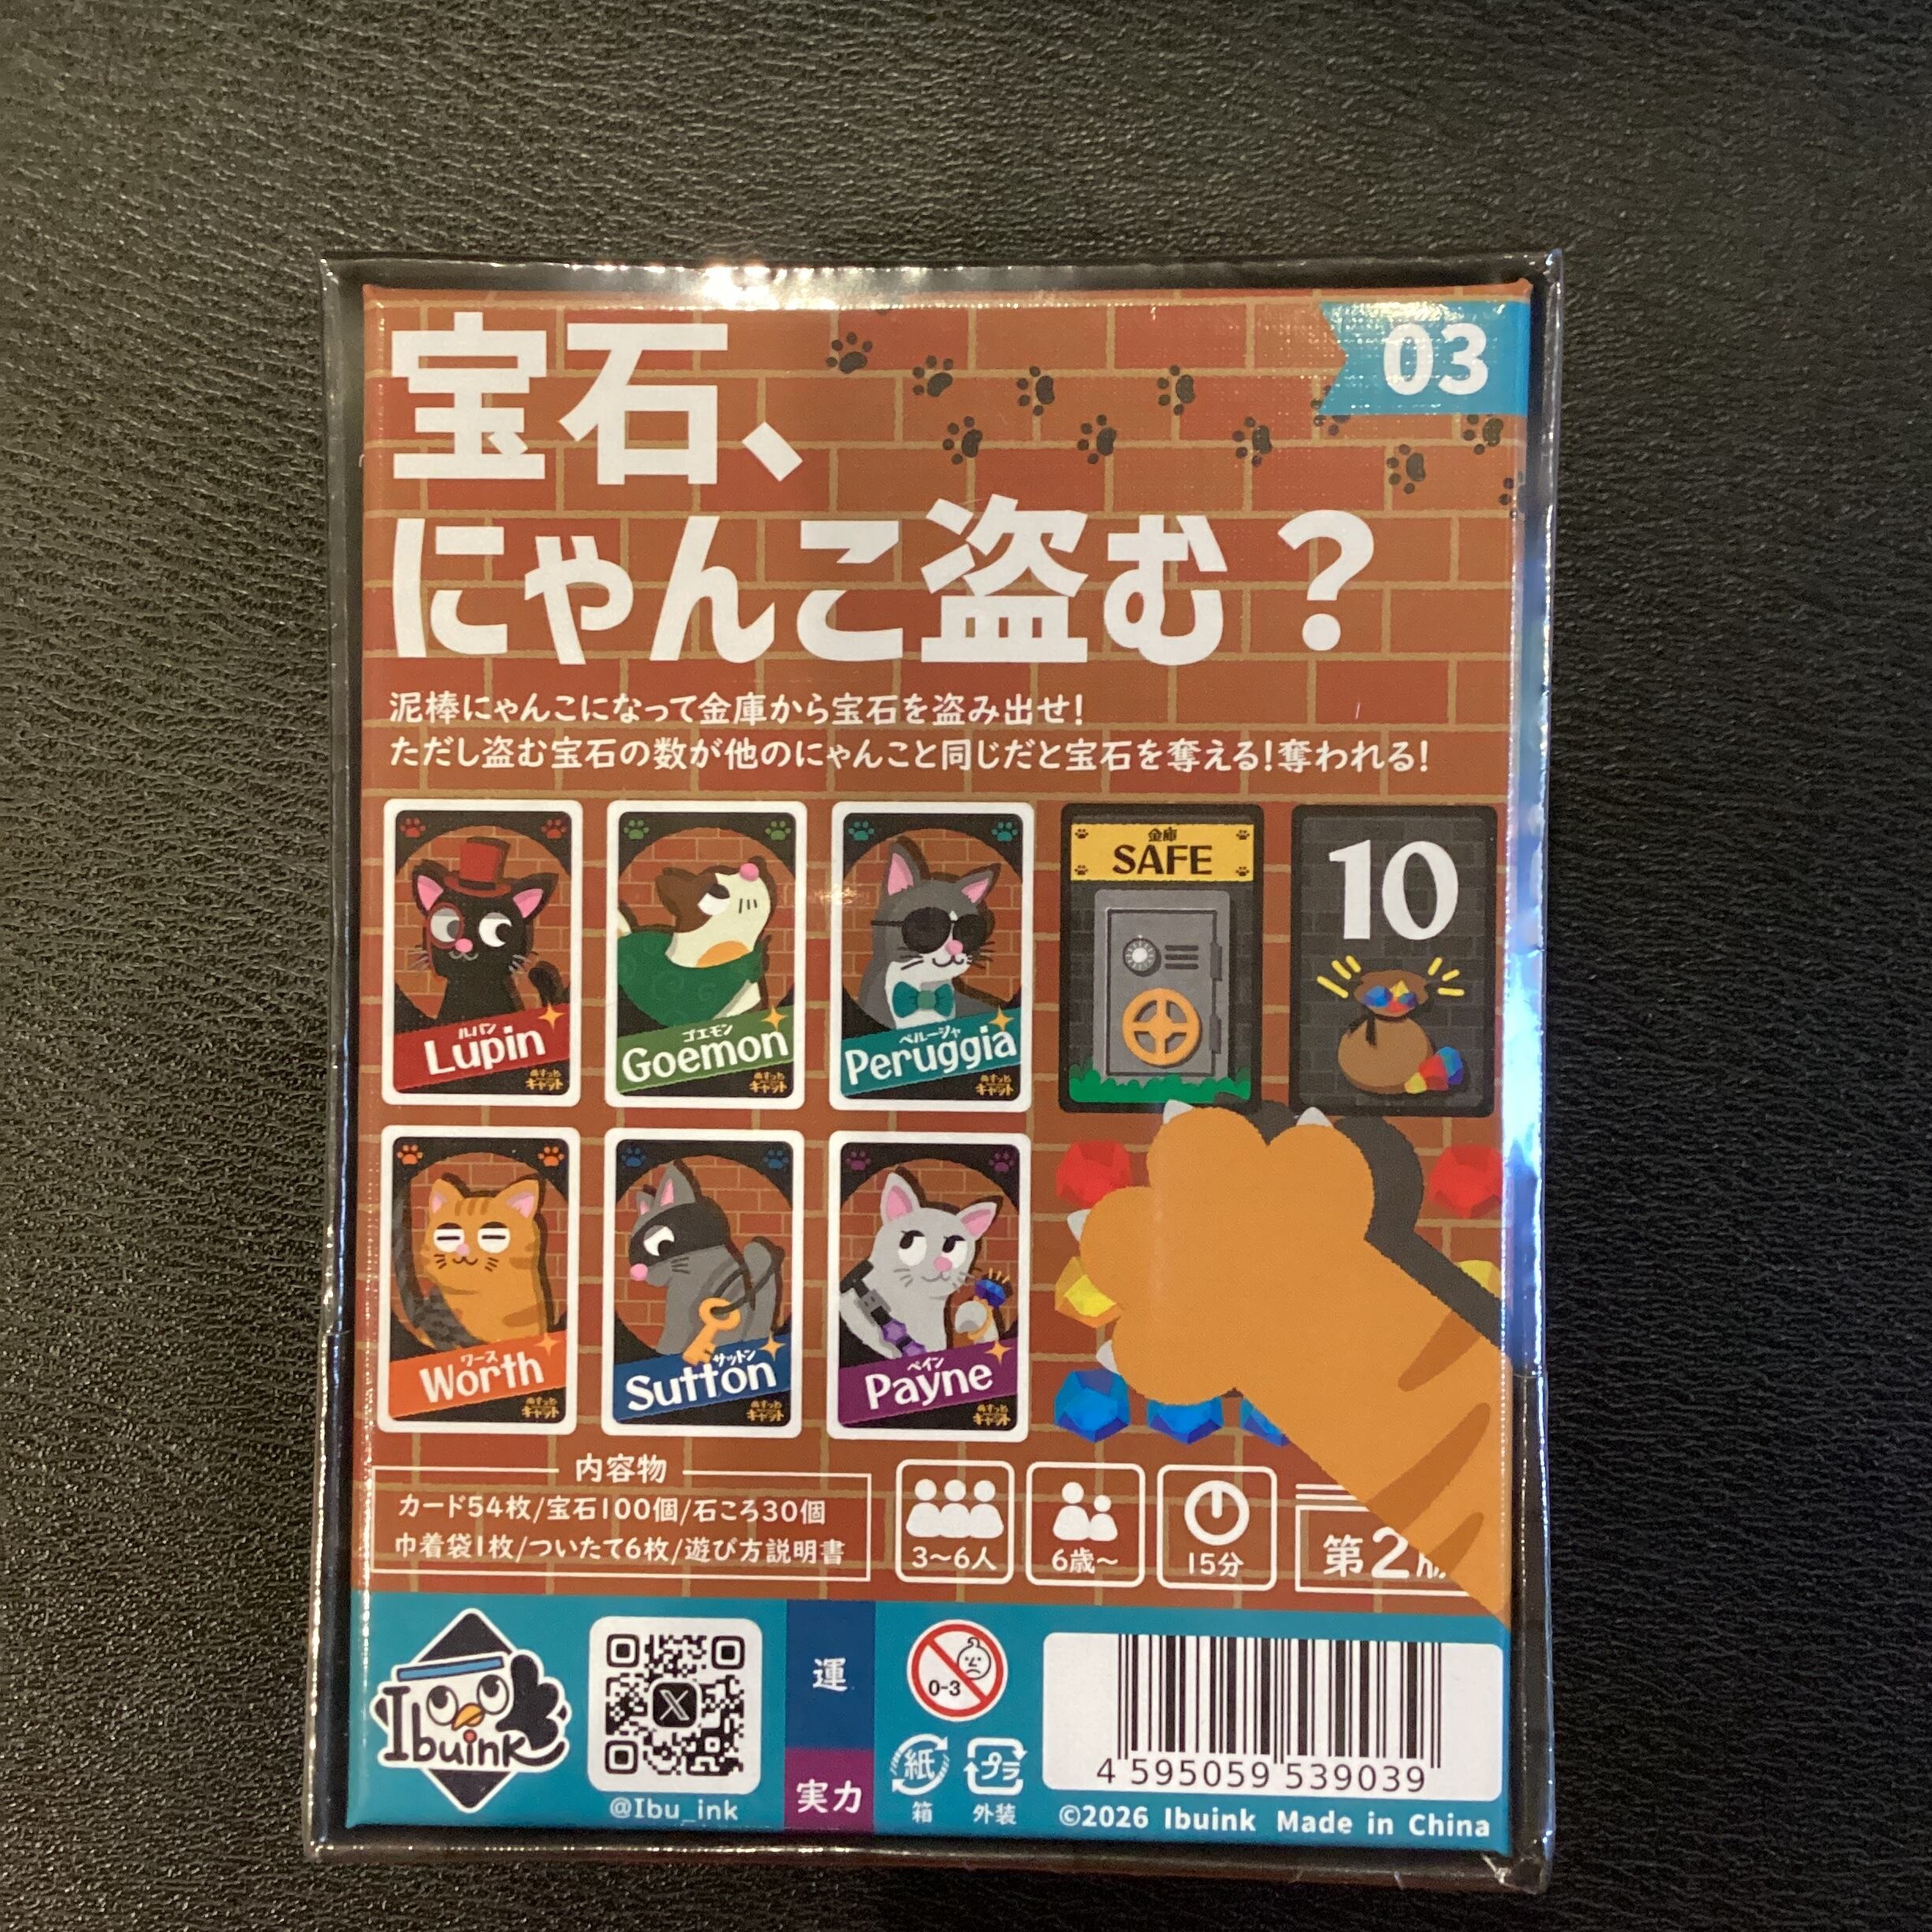 宝石、
03
にゃんこ盗む？
泥棒にゃんこになって金庫から宝石を盗み出せ！
ただし盗む宝石の数が他のにゃんこと同じだと宝石を奪える！奪われる！
ルパン
Lupin
ゴエモン
Goemon
ペルージャ
Peruggia
金庫
SAFE
10
ワース
Worth
サットン
Sutton
ペイン
Payne
内容物
カード54枚/宝石100個/石ころ30個
巾着袋1枚/ついたて6枚/遊び方説明書
3〜6人
6歳〜
15分
第2版
Ibuink
@Ibu_ink
運
実力
0-3
紙
箱
プラ
外装
4 595059 539039
©2026 Ibuink Made in China